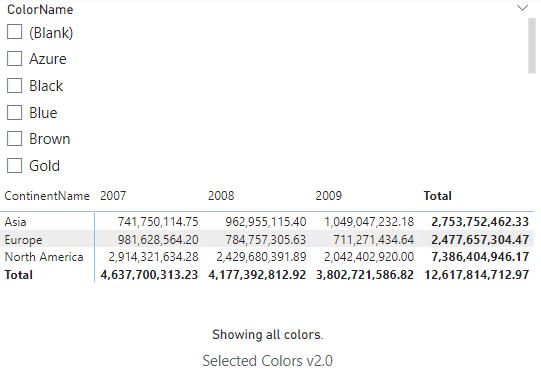 ColorName
(Blank)
Azure
Black
Blue
Brown
Gold
ContinentName 2007 2008 2009 Total
Asia 741,750,114.75 962,955,115.40 1,049,047,232.18 2,753,752,462.33
Europe 981,628,564.20 784,757,305.63 711,271,434.64 2,477,657,304.47
North America 2,914,321,634.28 2,429,680,391.89 2,042,402,920.00 7,386,404,946.17
Total 4,637,700,313.23 4,177,392,812.92 3,802,721,586.82 12,617,814,712.97
Showing all colors.
Selected Colors v2.0